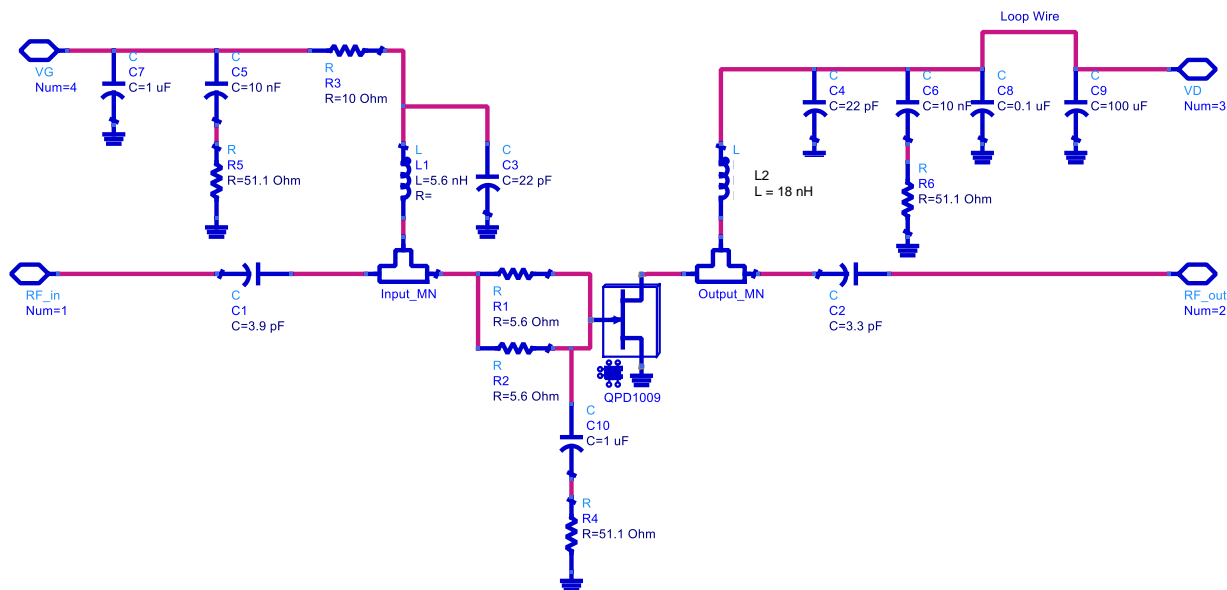 Loop Wire
VG
Num=4
C
C7
C=1 uF
C
C5
C=10 nF
R
R3
R=10 Ohm
C
C4
C=22 pF
C
C6
C=10 nF
C
C8
C=0.1 uF
C
C9
C=100 uF
VD
Num=3
R
R5
R=51.1 Ohm
L
L1
L=5.6 nH
R=
C
C3
C=22 pF
L
L2
L = 18 nH
R
R6
R=51.1 Ohm
RF_in
Num=1
C
C1
C=3.9 pF
Input_MN
R
R1
R=5.6 Ohm
R
R2
R=5.6 Ohm
QPD1009
Output_MN
C
C2
C=3.3 pF
RF_out
Num=2
C
C10
C=1 uF
R
R4
R=51.1 Ohm